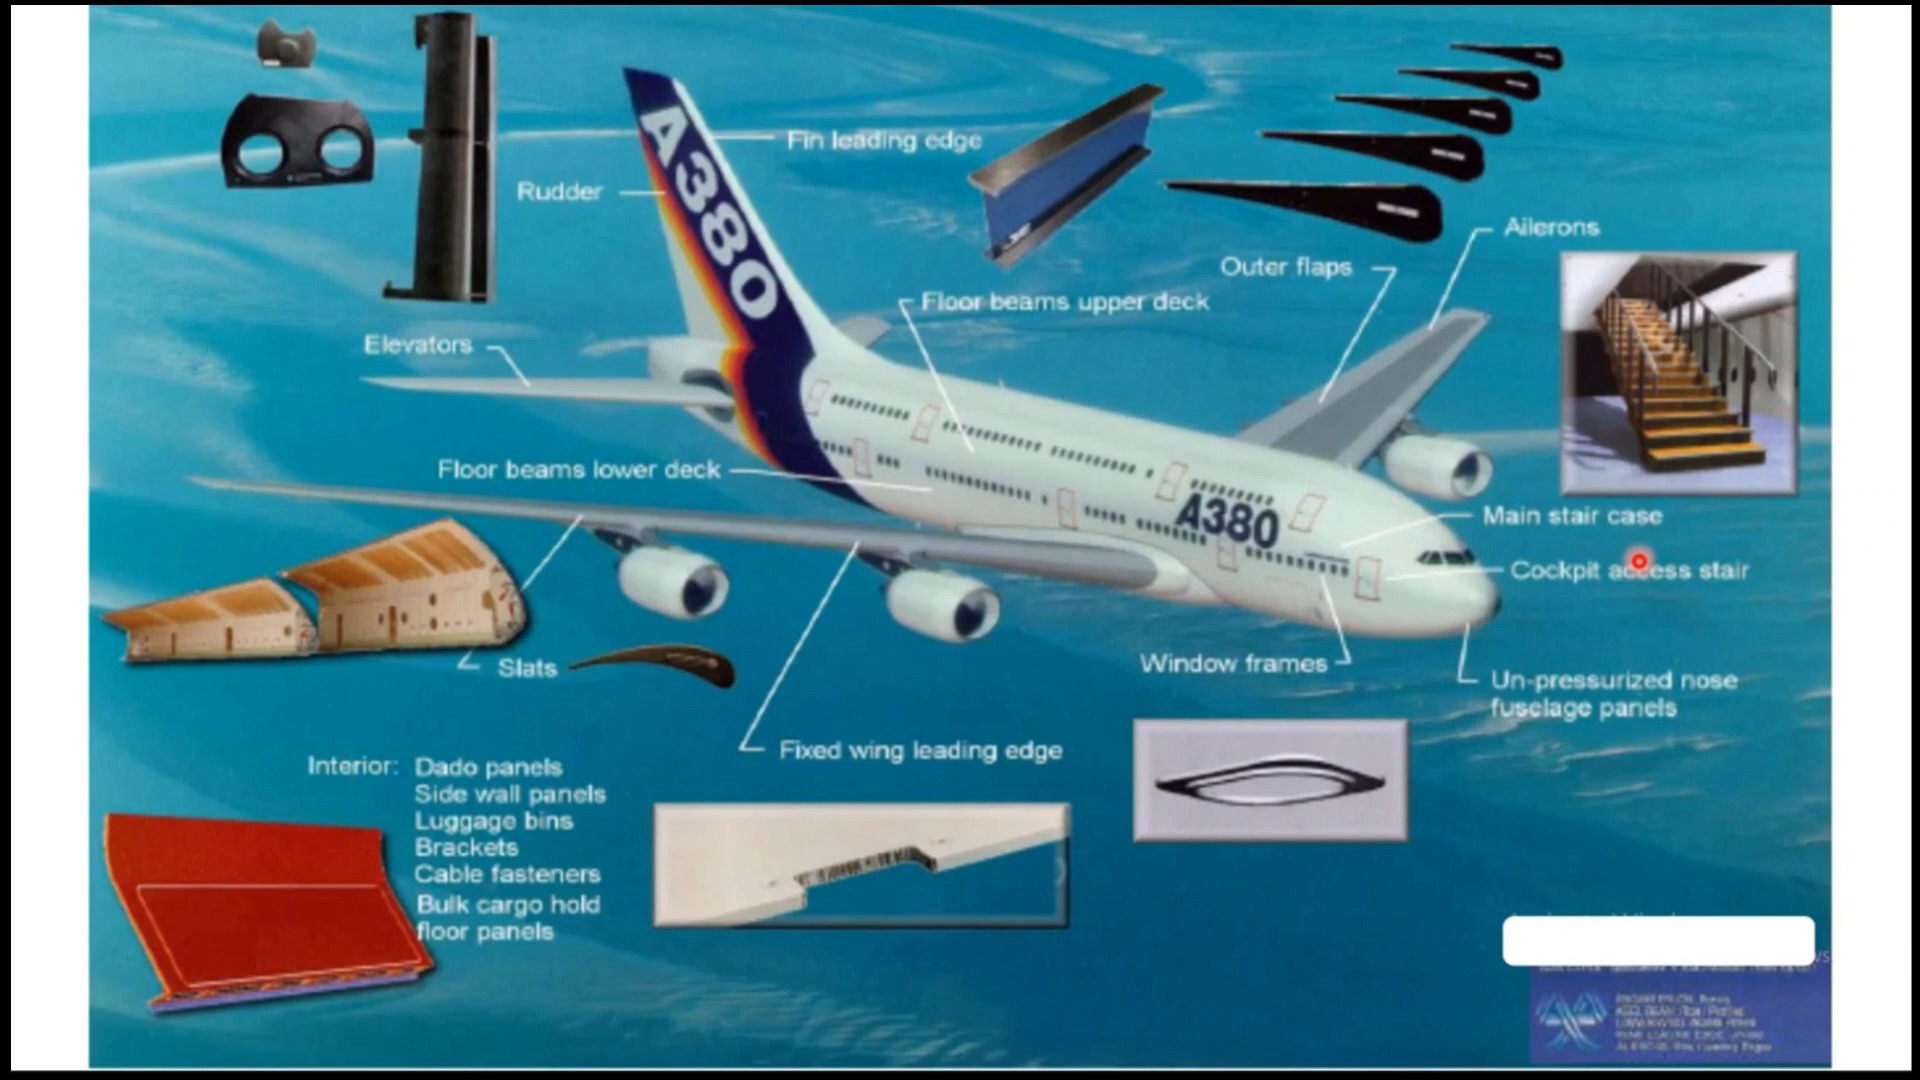 A380
Fin leading edge
Rudder
Ailerons
Outer flaps
Floor beams upper deck
Elevators
Floor beams lower deck
A380
Main stair case
Cockpit access stair
Window frames
Slats
Un-pressurized nose
fuselage panels
Fixed wing leading edge
Interior: Dado panels
Side wall panels
Luggage bins
Brackets
Cable fasteners
Bulk cargo hold
floor panels